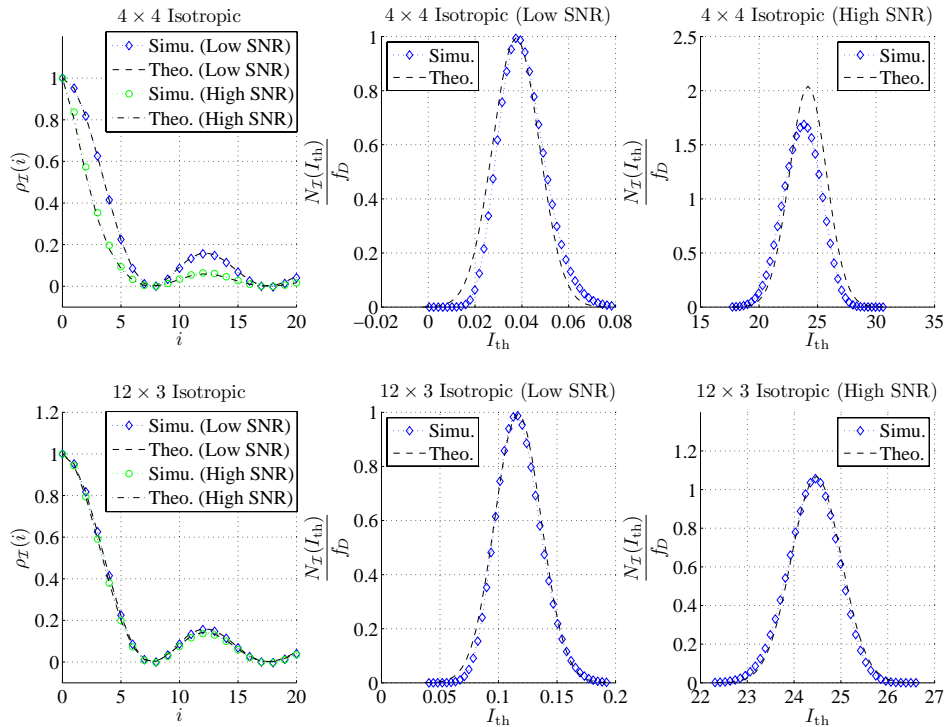 4 × 4 Isotropic
1.2
1
0.8
0.6
0.4
0.2
0
0
5
10
15
20
ρ_I(i)
i
Simu. (Low SNR)
Theo. (Low SNR)
Simu. (High SNR)
Theo. (High SNR)
4 × 4 Isotropic (Low SNR)
1
0.8
0.6
0.4
0.2
0
−0.02
0
0.02
0.04
0.06
0.08
N_I(I_th)
f_D
I_th
Simu.
Theo.
4 × 4 Isotropic (High SNR)
2.5
2
1.5
1
0.5
0
15
20
25
30
35
N_I(I_th)
f_D
I_th
Simu.
Theo.
12 × 3 Isotropic
1.2
1
0.8
0.6
0.4
0.2
0
0
5
10
15
20
ρ_I(i)
i
Simu. (Low SNR)
Theo. (Low SNR)
Simu. (High SNR)
Theo. (High SNR)
12 × 3 Isotropic (Low SNR)
1
0.8
0.6
0.4
0.2
0
0
0.05
0.1
0.15
0.2
N_I(I_th)
f_D
I_th
Simu.
Theo.
12 × 3 Isotropic (High SNR)
1.4
1.2
1
0.8
0.6
0.4
0.2
0
22
23
24
25
26
27
N_I(I_th)
f_D
I_th
Simu.
Theo.